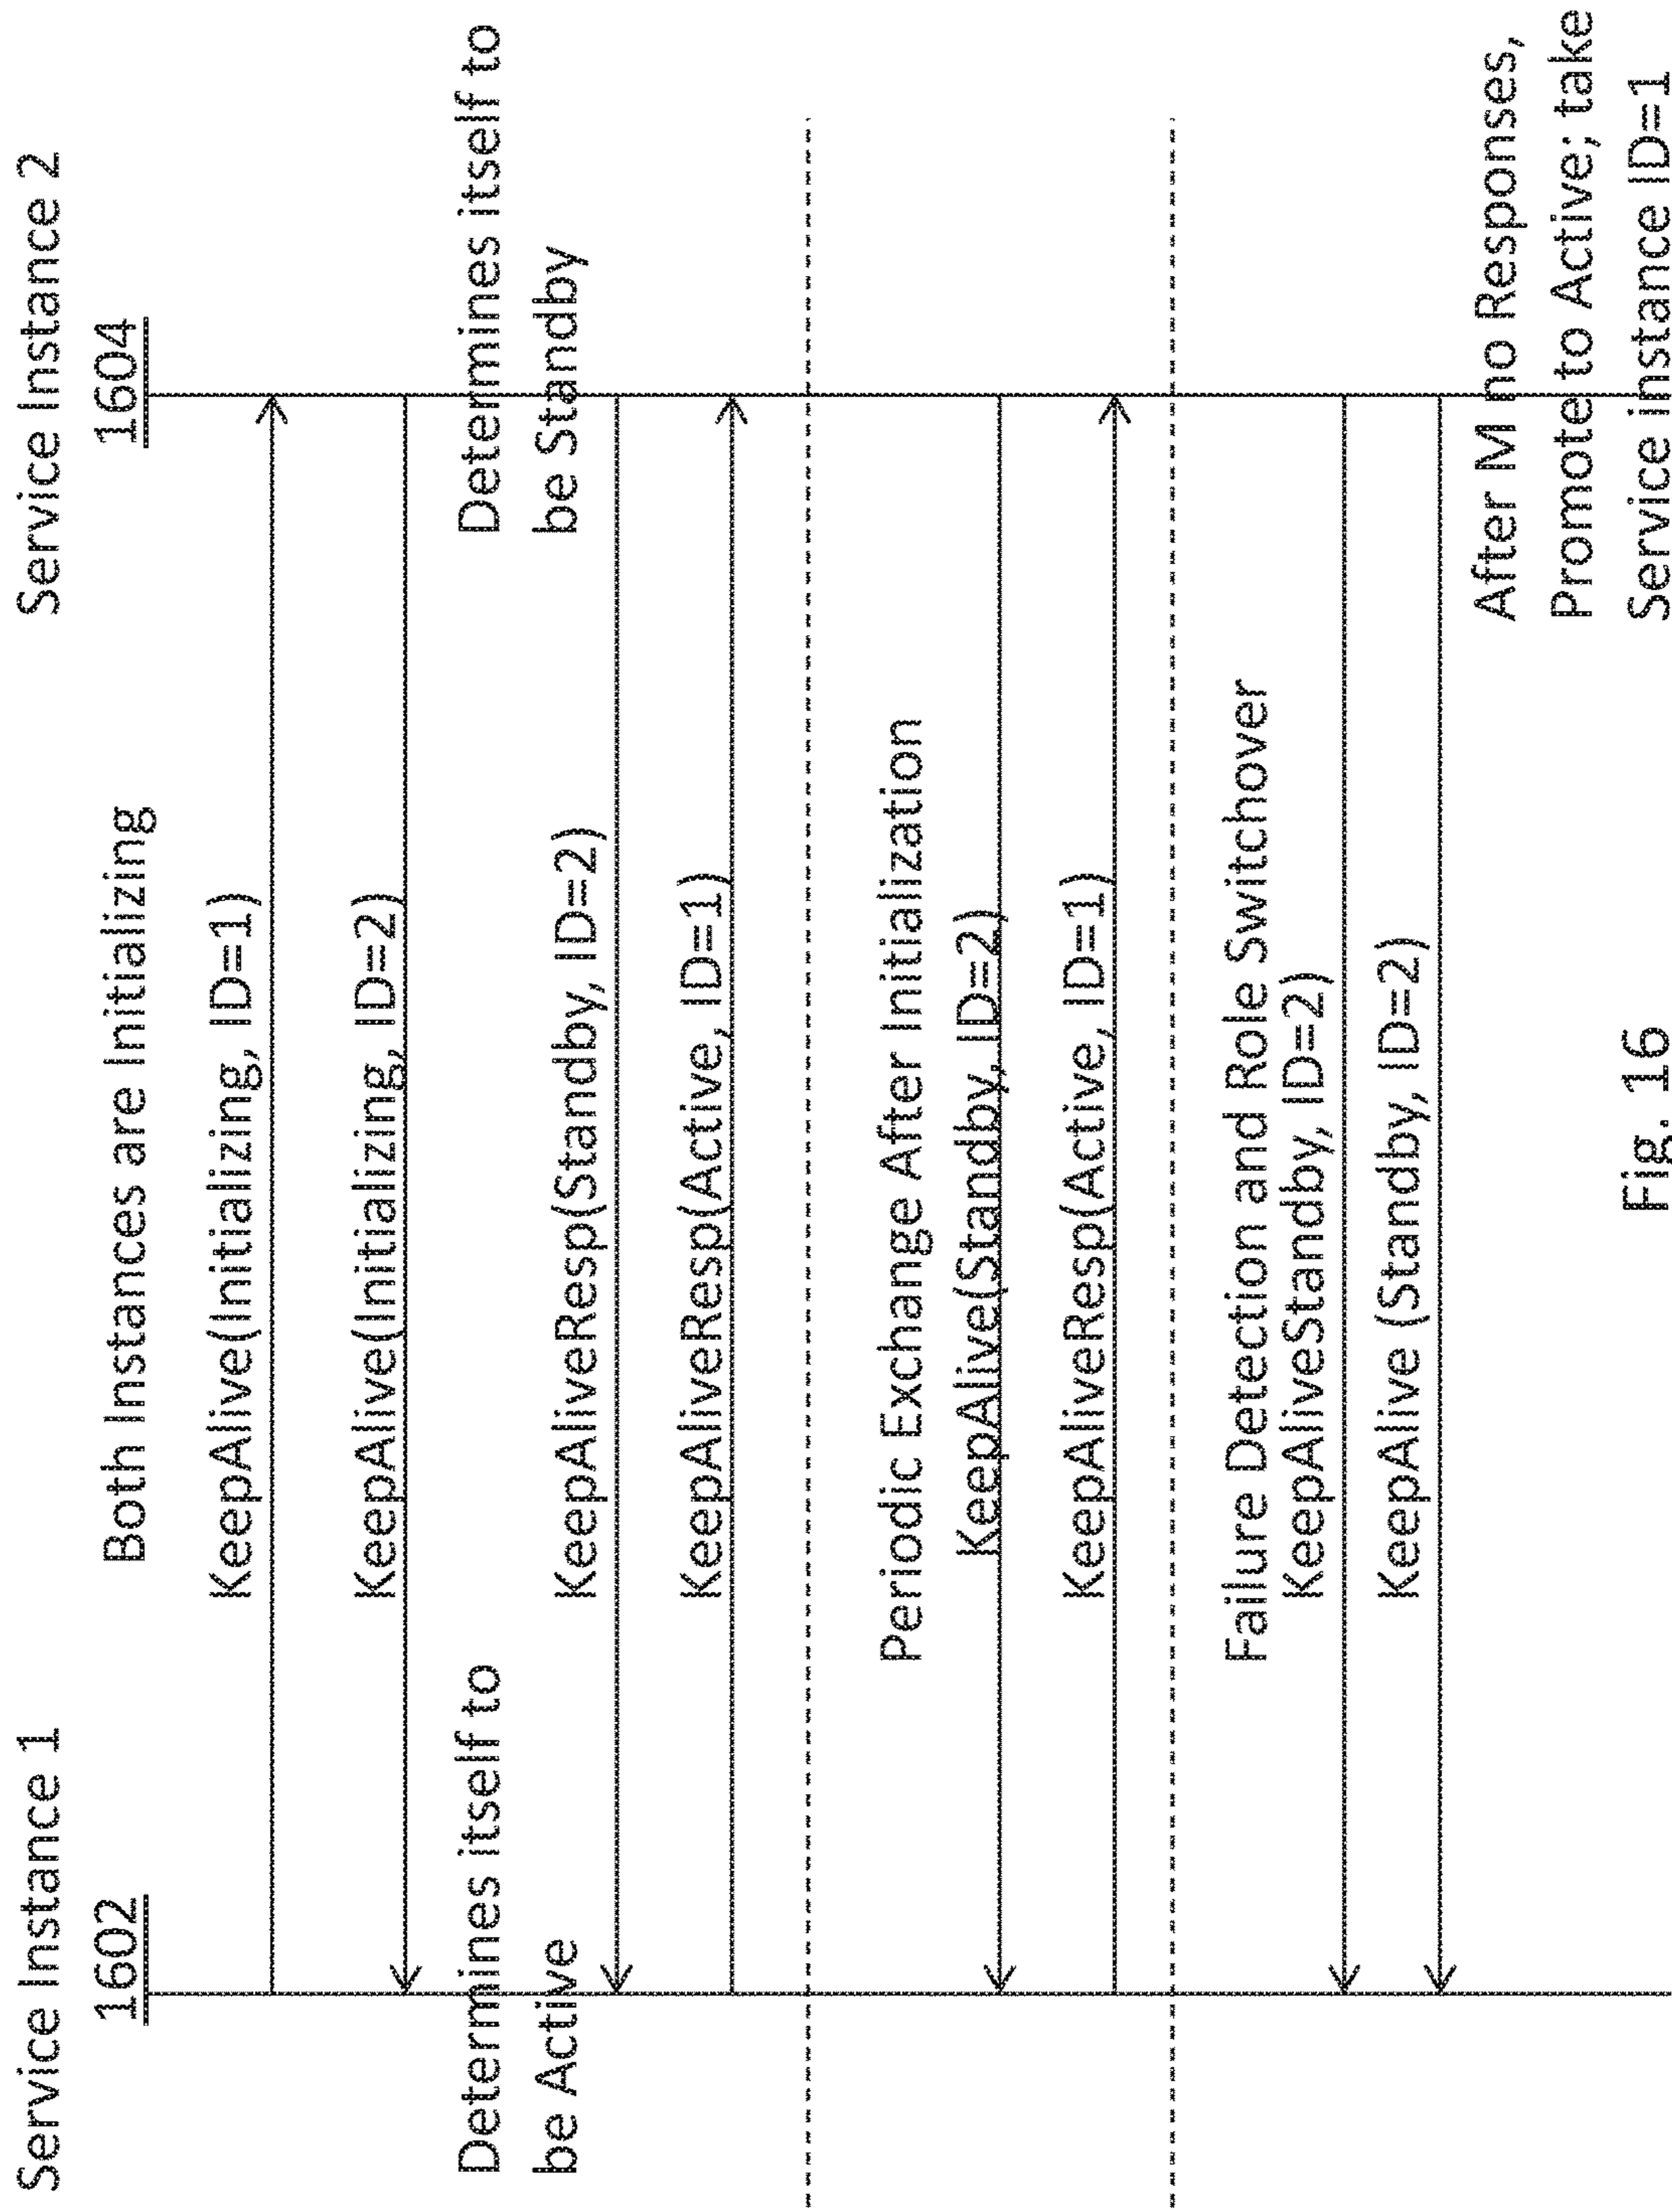 Service Instance 1
Service Instance 2
1602
1604
Both Instances are Initializing
KeepAlive(Initializing, ID=1)
KeepAlive(Initializing, ID=2)
Determines itself to
be Active
Determines itself to
be Standby
KeepAliveResp(Standby, ID=2)
KeepAliveResp(Active, ID=1)
Periodic Exchange After Initialization
KeepAlive(Standby, ID=2)
KeepAliveResp(Active, ID=1)
Failure Detection and Role Switchover
KeepAliveStandby, ID=2)
KeepAlive (Standby, ID=2)
After M no Responses,
Promote to Active; take
Service instance ID=1
Fig. 16